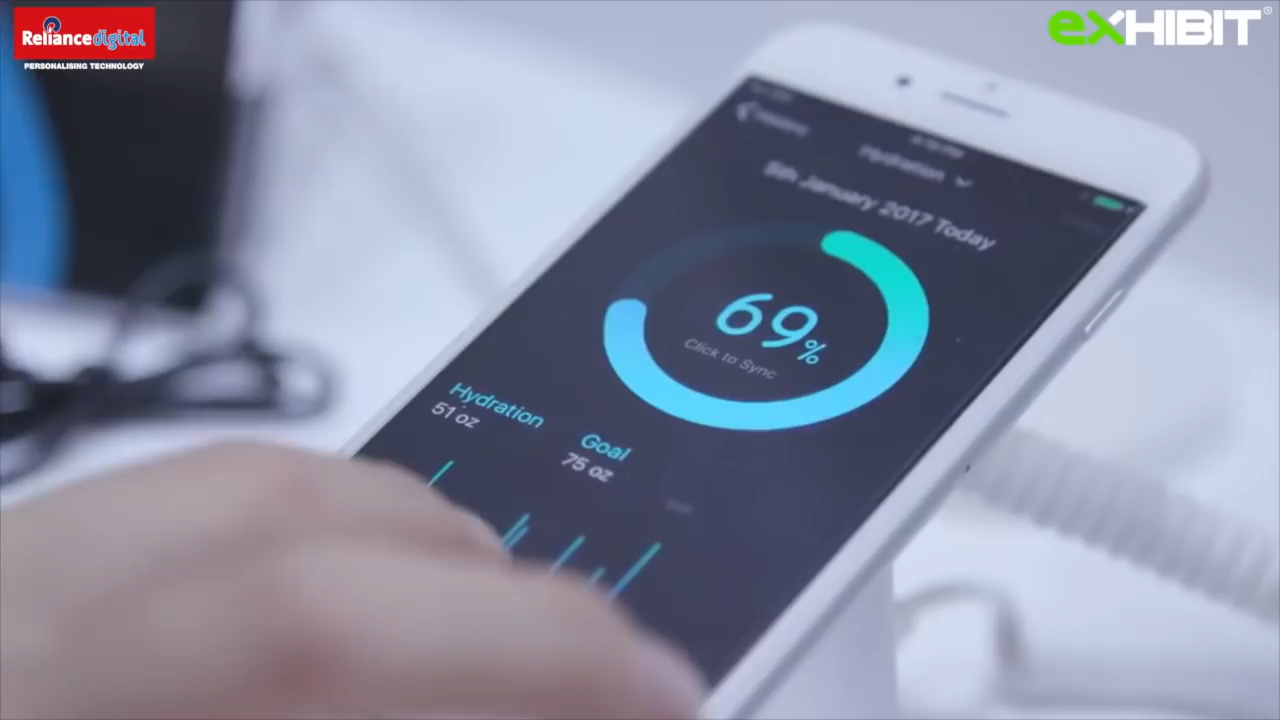 Reliance digital
PERSONALISING TECHNOLOGY
exHIBIT
Hydration
5th January 2017 Today
69%
Click to Sync
Hydration
51 oz
Goal
75 oz